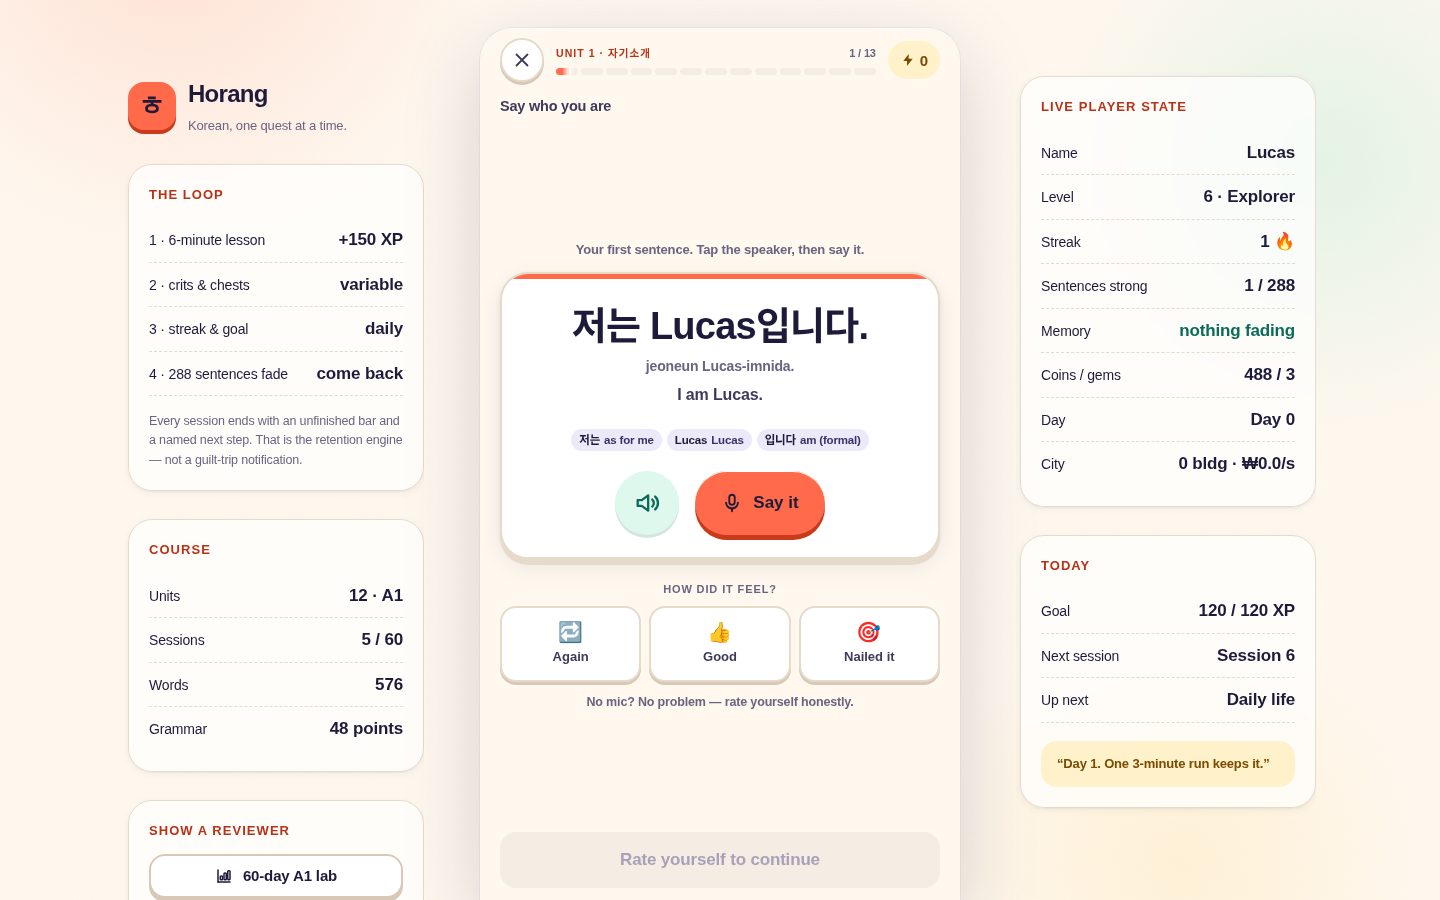 ㅎ
Horang
Korean, one quest at a time.
THE LOOP
1 · 6-minute lesson +150 XP
2 · crits & chests variable
3 · streak & goal daily
4 · 288 sentences fade come back
Every session ends with an unfinished bar and
a named next step. That is the retention engine
— not a guilt-trip notification.
COURSE
Units 12 · A1
Sessions 5 / 60
Words 576
Grammar 48 points
SHOW A REVIEWER
60-day A1 lab
UNIT 1 · 자기소개 1 / 13
0
Say who you are
Your first sentence. Tap the speaker, then say it.
저는 Lucas입니다.
jeoneun Lucas-imnida.
I am Lucas.
저는 as for me Lucas Lucas 입니다 am (formal)
Say it
HOW DID IT FEEL?
Again Good Nailed it
No mic? No problem — rate yourself honestly.
Rate yourself to continue
LIVE PLAYER STATE
Name Lucas
Level 6 · Explorer
Streak 1 🔥
Sentences strong 1 / 288
Memory nothing fading
Coins / gems 488 / 3
Day Day 0
City 0 bldg · ₩0.0/s
TODAY
Goal 120 / 120 XP
Next session Session 6
Up next Daily life
“Day 1. One 3-minute run keeps it.”